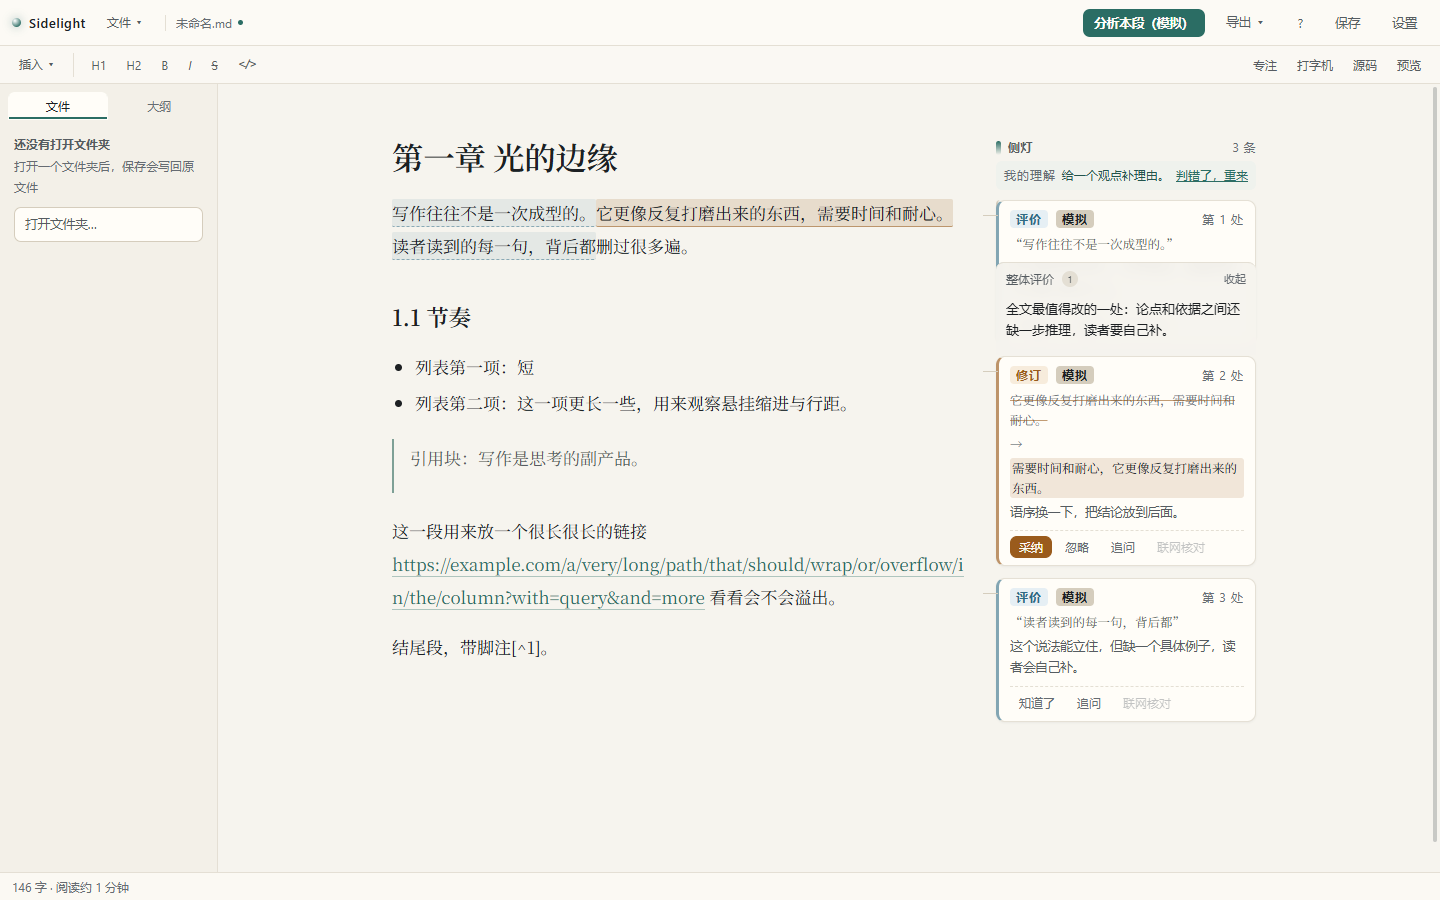 Sidelight 文件 未命名.md 分析本段（模拟） 导出 ? 保存 设置
插入 H1 H2 B I S </> 专注 打字机 源码 预览
文件 大纲
还没有打开文件夹
打开一个文件夹后，保存会写回原
文件
打开文件夹...
第一章 光的边缘
写作往往不是一次成型的。它更像反复打磨出来的东西，需要时间和耐心。
读者读到的每一句，背后都删过很多遍。
1.1 节奏
列表第一项：短
列表第二项：这一项更长一些，用来观察悬挂缩进与行距。
引用块：写作是思考的副产品。
这一段用来放一个很长很长的链接
https://example.com/a/very/long/path/that/should/wrap/or/overflow/i
n/the/column?with=query&and=more 看看会不会溢出。
结尾段，带脚注[^1]。
侧灯 3 条
我的理解 给一个观点补理由。 判错了，重来
评价 模拟 第 1 处
“写作往往不是一次成型的。”
整体评价 1 收起
全文最值得改的一处：论点和依据之间还
缺一步推理，读者要自己补。
修订 模拟 第 2 处
它更像反复打磨出来的东西，需要时间和
耐心。
→
需要时间和耐心，它更像反复打磨出来的
东西。
语序换一下，把结论放到后面。
采纳 忽略 追问 联网核对
评价 模拟 第 3 处
“读者读到的每一句，背后都”
这个说法能立住，但缺一个具体例子，读
者会自己补。
知道了 追问 联网核对
146 字 · 阅读约 1 分钟